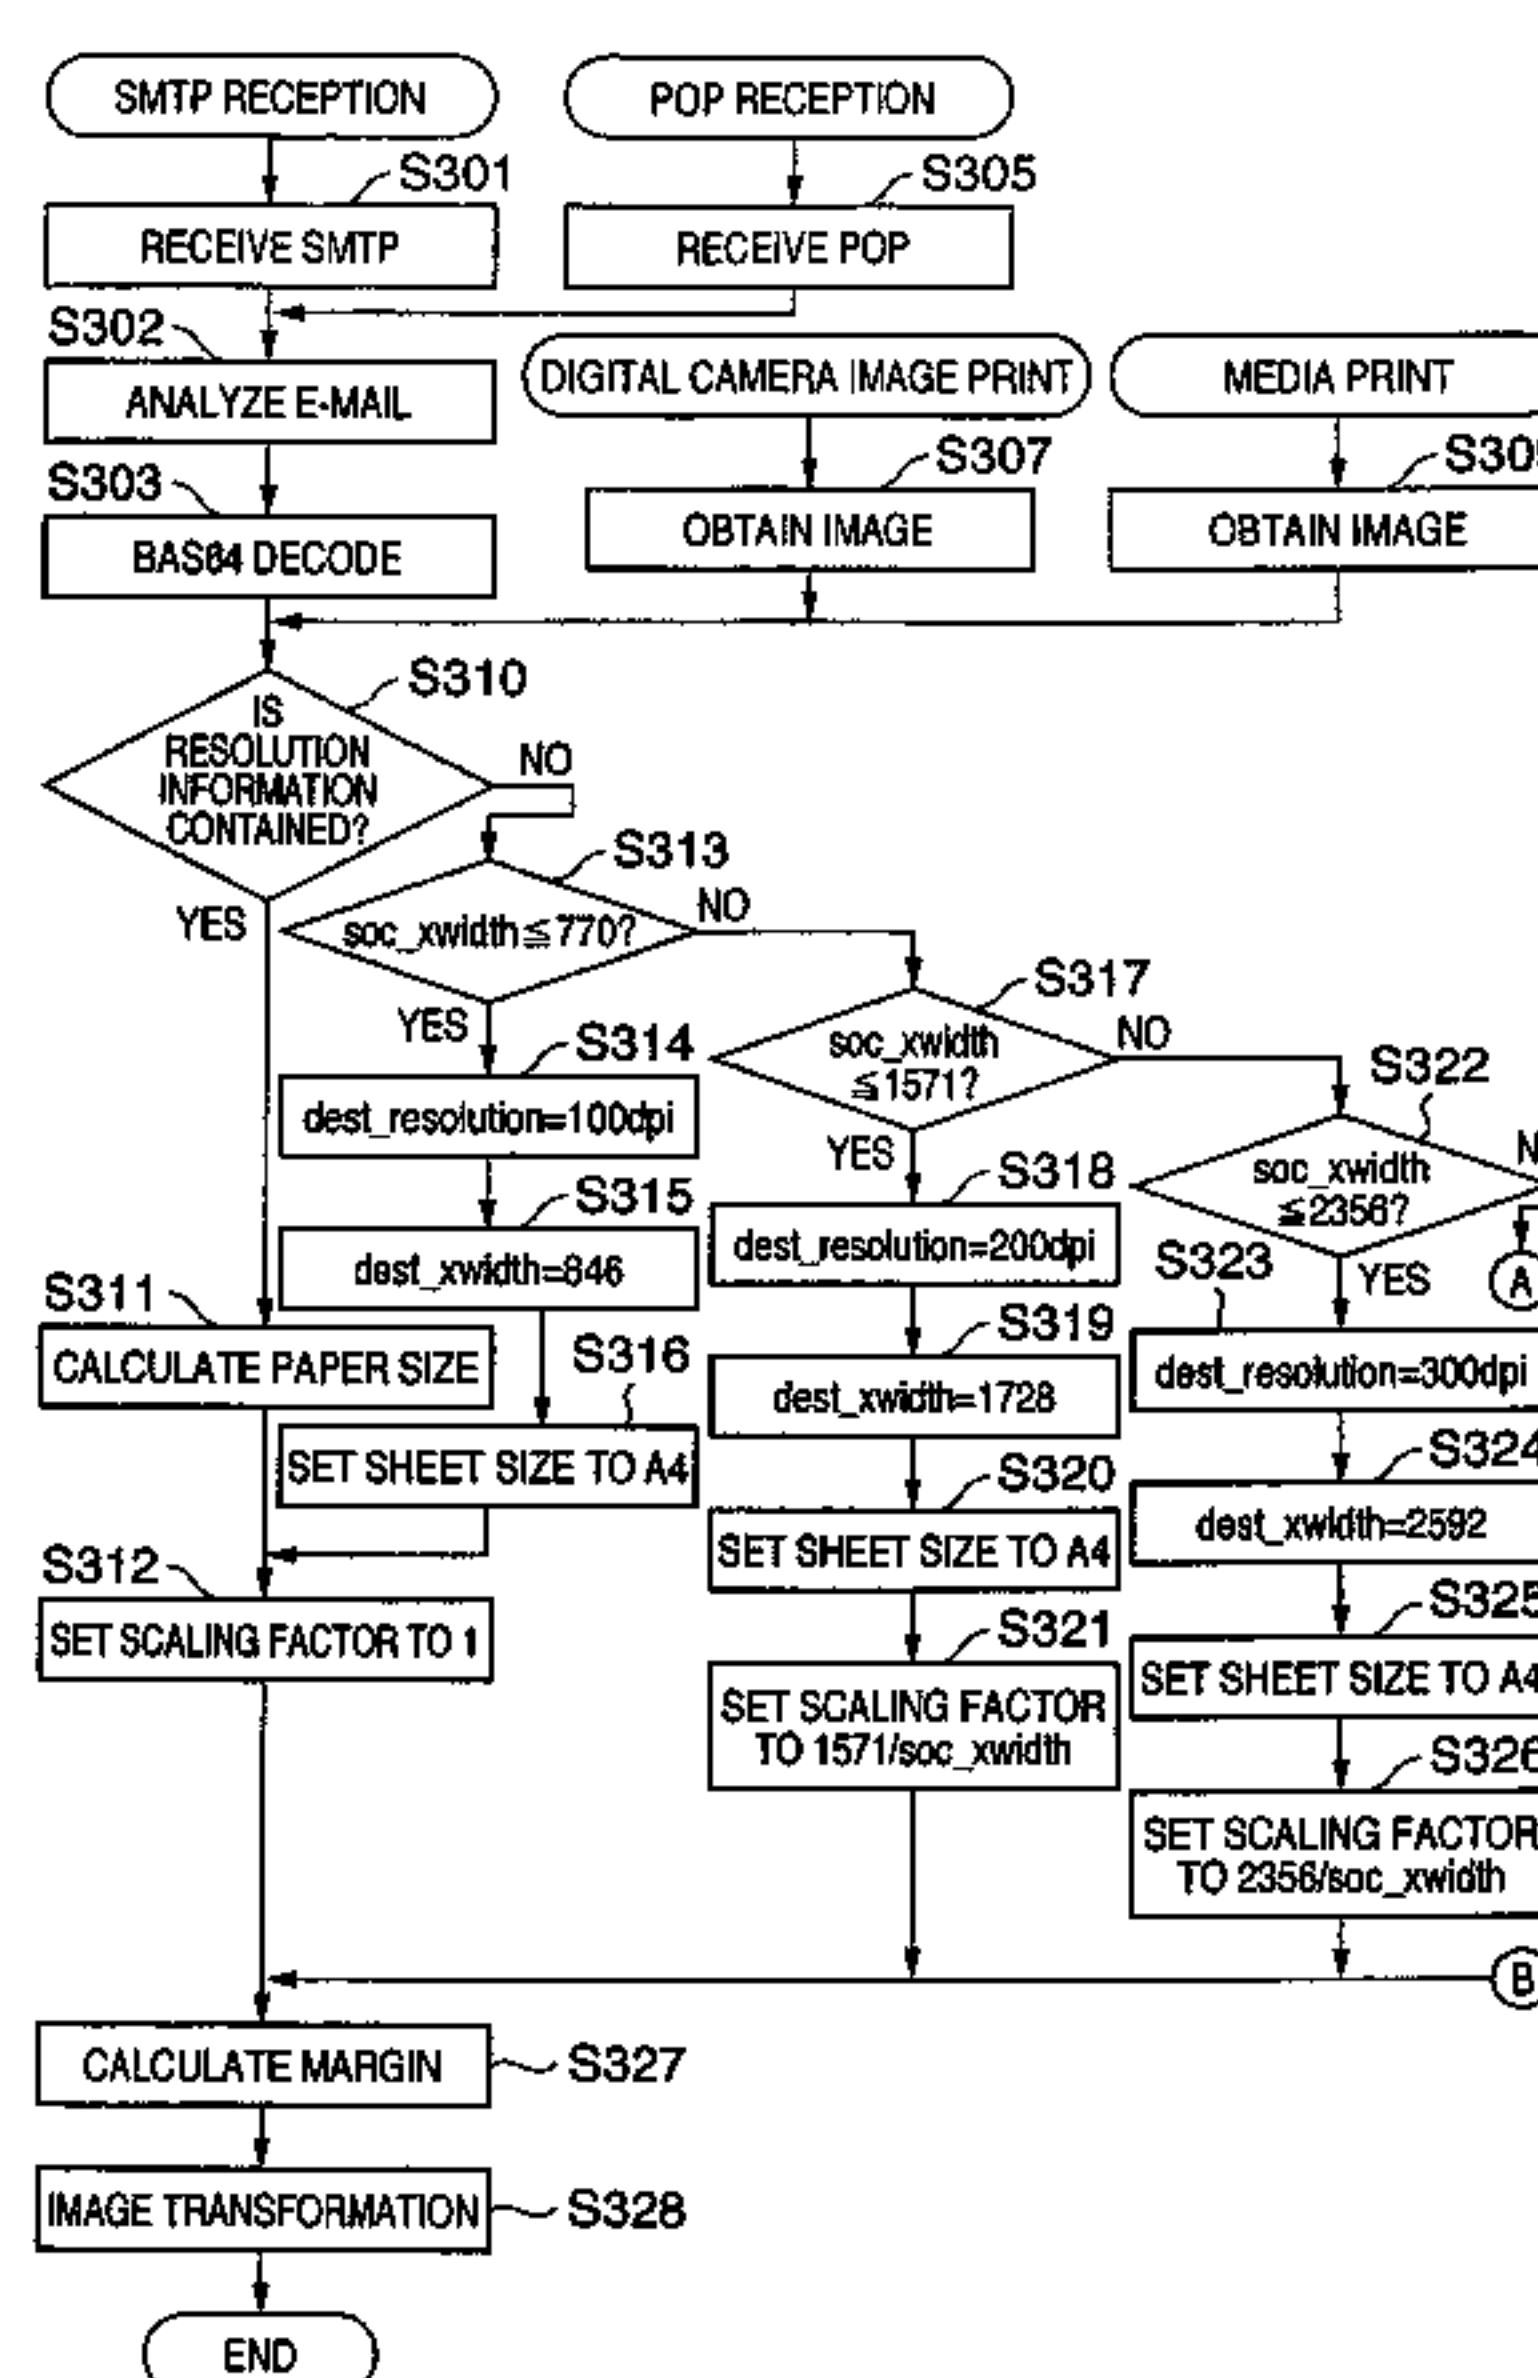 SMTP RECEPTION
POP RECEPTION
S301
S305
RECEIVE SMTP
RECEIVE POP
S302
ANALYZE E-MAIL
DIGITAL CAMERA IMAGE PRINT
MEDIA PRINT
S303
S307
BAS64 DECODE
OBTAIN IMAGE
OBTAIN IMAGE
S310
IS
RESOLUTION
INFORMATION
CONTAINED?
NO
YES
S313
soc_xwidth≦770?
NO
YES
S317
soc_xwidth
≦1571?
NO
YES
S314
dest_resolution=100dpi
S315
dest_xwidth=846
S316
SET SHEET SIZE TO A4
S311
CALCULATE PAPER SIZE
S312
SET SCALING FACTOR TO 1
S318
dest_resolution=200dpi
S319
dest_xwidth=1728
S320
SET SHEET SIZE TO A4
S321
SET SCALING FACTOR
TO 1571/soc_xwidth
S322
soc_xwidth
≦2356?
A
YES
S323
dest_resolution=300dpi
S324
dest_xwidth=2592
S325
SET SHEET SIZE TO A4
S326
SET SCALING FACTOR
TO 2356/soc_xwidth
B
CALCULATE MARGIN
S327
IMAGE TRANSFORMATION
S328
END